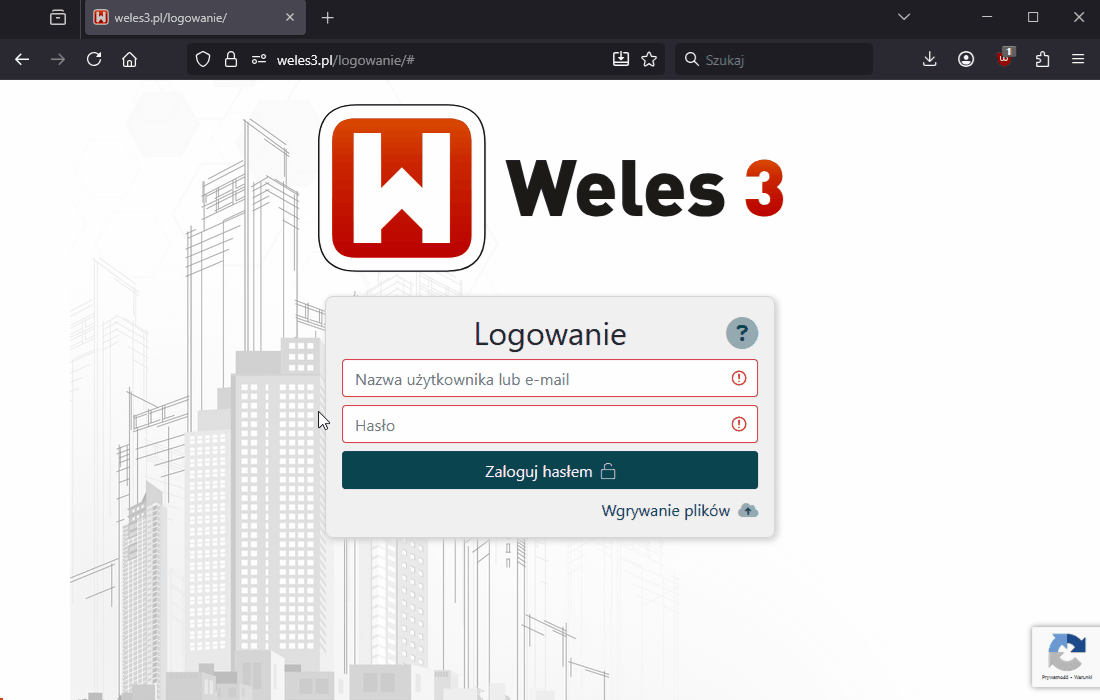 weles3.pl/logowanie/
weles3.pl/logowanie/#
Szukaj
1
Weles 3
Logowanie
?
Nazwa użytkownika lub e-mail
Hasło
Zaloguj hasłem
Wgrywanie plików
Prywatność - Warunki